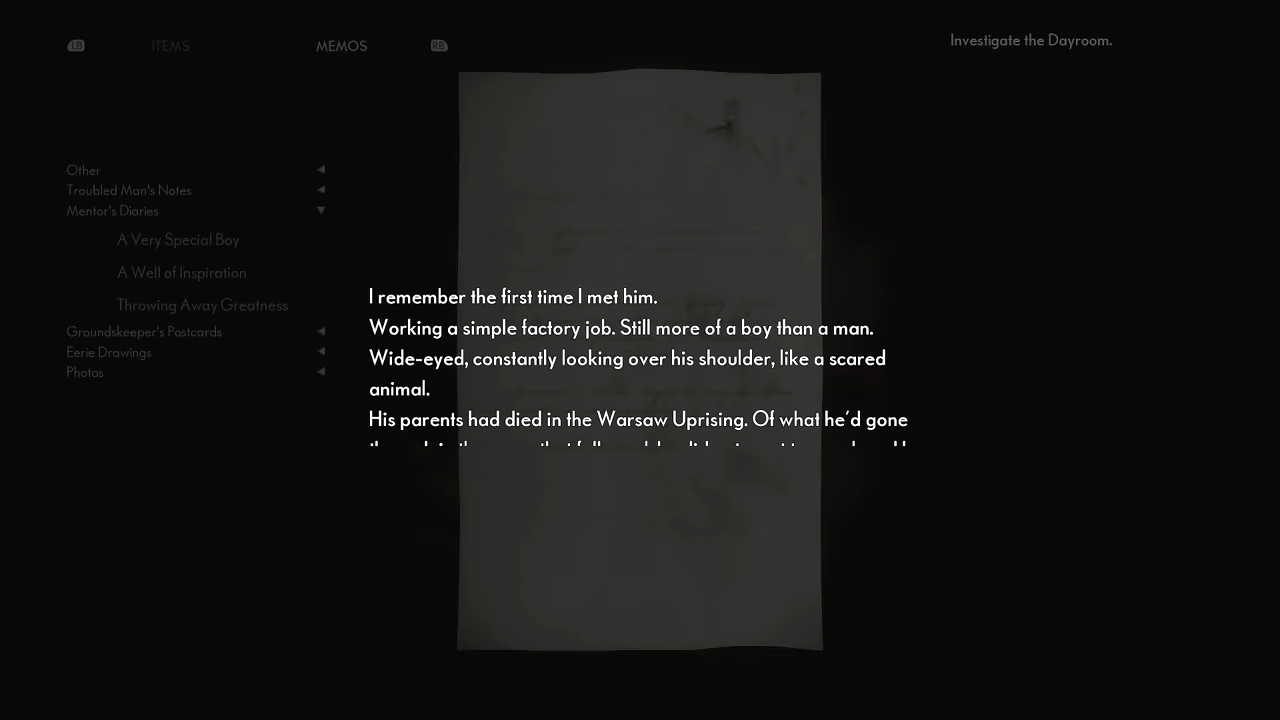 LB
ITEMS
MEMOS
RB
Investigate the Dayroom.
Other
Troubled Man's Notes
Mentor's Diaries
A Very Special Boy
A Well of Inspiration
Throwing Away Greatness
Groundskeeper's Postcards
Eerie Drawings
Photos
I remember the first time I met him.
Working a simple factory job. Still more of a boy than a man.
Wide-eyed, constantly looking over his shoulder, like a scared
animal.
His parents had died in the Warsaw Uprising. Of what he'd gone